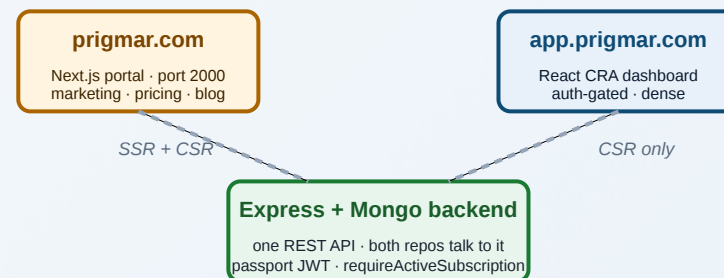 prigmar.com
Next.js portal · port 2000
marketing · pricing · blog
app.prigmar.com
React CRA dashboard
auth-gated · dense
SSR + CSR
CSR only
Express + Mongo backend
one REST API · both repos talk to it
passport JWT · requireActiveSubscription